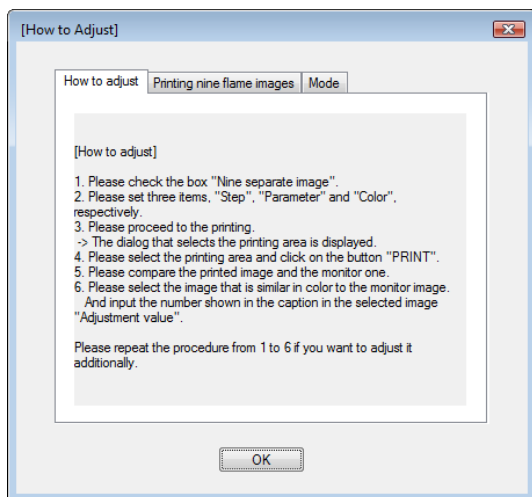 [How to Adjust]
How to adjust
Printing nine flame images
Mode
[How to adjust]
1. Please check the box "Nine separate image".
2. Please set three items, "Step", "Parameter" and "Color",
respectively.
3. Please proceed to the printing.
-> The dialog that selects the printing area is displayed.
4. Please select the printing area and click on the button "PRINT".
5. Please compare the printed image and the monitor one.
6. Please select the image that is similar in color to the monitor image.
And input the number shown in the caption in the selected image
"Adjustment value".
Please repeat the procedure from 1 to 6 if you want to adjust it
additionally.
OK